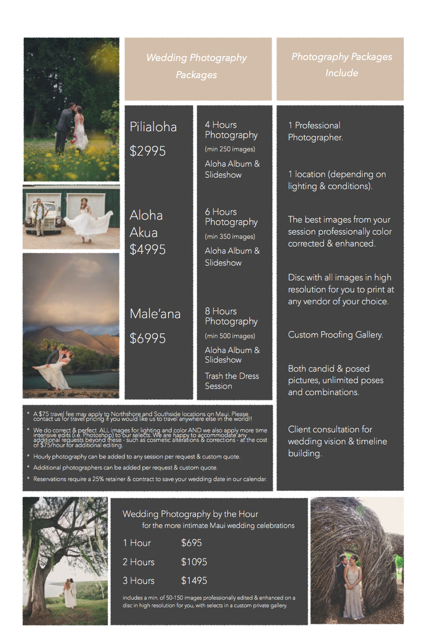 Wedding Photography
Packages
Photography Packages
Include
Pilialoha
$2995
4 Hours
Photography
(min 250 images)
Aloha Album &
Slideshow
Aloha
Akua
$4995
6 Hours
Photography
(min 350 images)
Aloha Album &
Slideshow
Male'ana
$6995
8 Hours
Photography
(min 500 images)
Aloha Album &
Slideshow
Trash the Dress
Session
1 Professional
Photographer.
1 location (depending on
lighting & conditions).
The best images from your
session professionally color
corrected & enhanced.
Disc with all images in high
resolution for you to print at
any vendor of your choice.
Custom Proofing Gallery.
Both candid & posed
pictures, unlimited poses
and combinations.
Client consultation for
wedding vision & timeline
building.
* A $75 travel fee may apply to Northshore and Southside locations on Maui. Please
contact us for travel pricing if you would like us to travel anywhere else in the world!!
* We do correct & perfect ALL images for lighting and color AND we also apply more time
intensive edits (i.e. Photoshop) to our selects. We are happy to accommodate any
additional requests beyond these - such as cosmetic alterations & corrections - at the cost
of $75/hour for additional editing.
* Hourly photography can be added to any session per request & custom quote.
* Additional photographers can be added per request & custom quote.
* Reservations require a 25% retainer & contract to save your wedding date in our calendar.
Wedding Photography by the Hour
for the more intimate Maui wedding celebrations
1 Hour $695
2 Hours $1095
3 Hours $1495
includes a min. of 50-150 images professionally edited & enhanced on a
disc in high resolution for you, with selects in a custom private gallery.